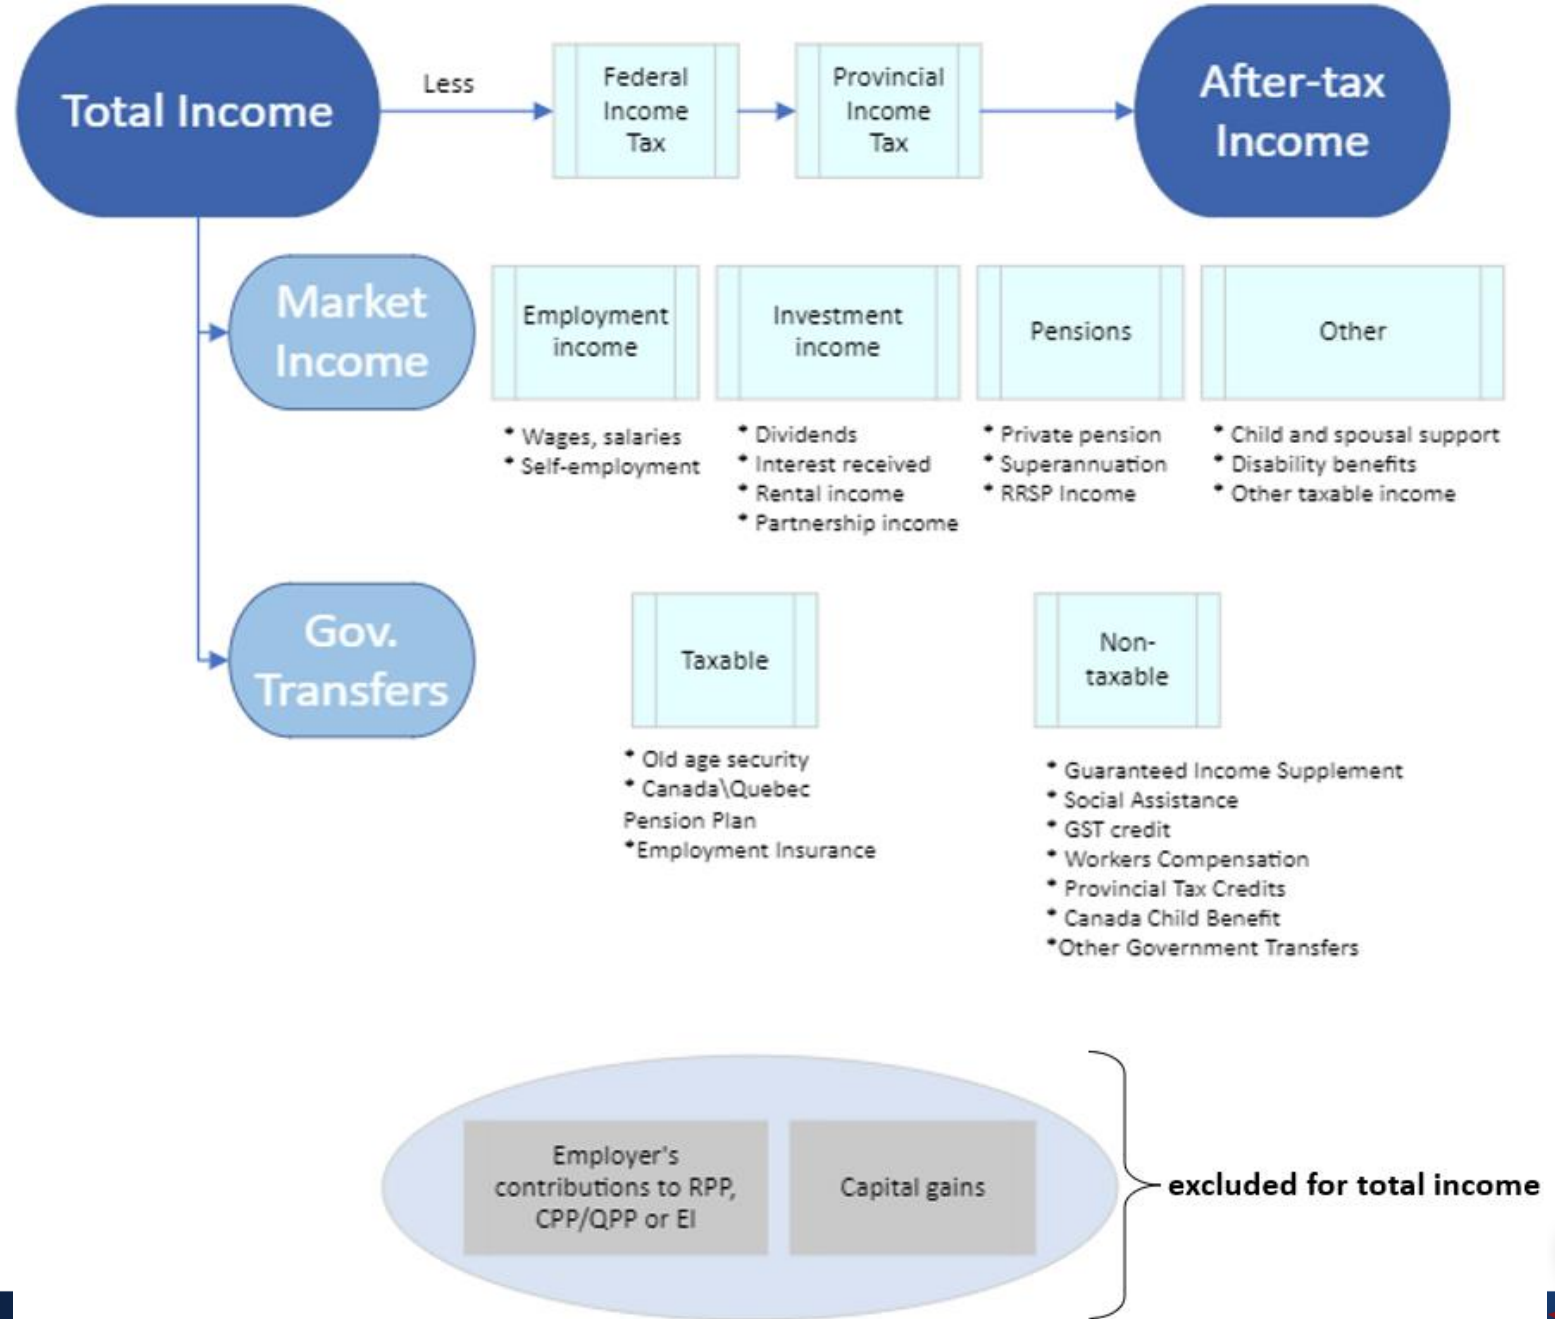 Total Income
Less
Federal
Income
Tax
Provincial
Income
Tax
After-tax
Income
Market
Income
Employment
income
Investment
income
Pensions
Other
* Wages, salaries
* Self-employment
* Dividends
* Interest received
* Rental income
* Partnership income
* Private pension
* Superannuation
* RRSP Income
* Child and spousal support
* Disability benefits
* Other taxable income
Gov.
Transfers
Taxable
Non-
taxable
* Old age security
* Canada\Quebec
Pension Plan
*Employment Insurance
* Guaranteed Income Supplement
* Social Assistance
* GST credit
* Workers Compensation
* Provincial Tax Credits
* Canada Child Benefit
*Other Government Transfers
Employer's
contributions to RPP,
CPP/QPP or EI
Capital gains
excluded for total income